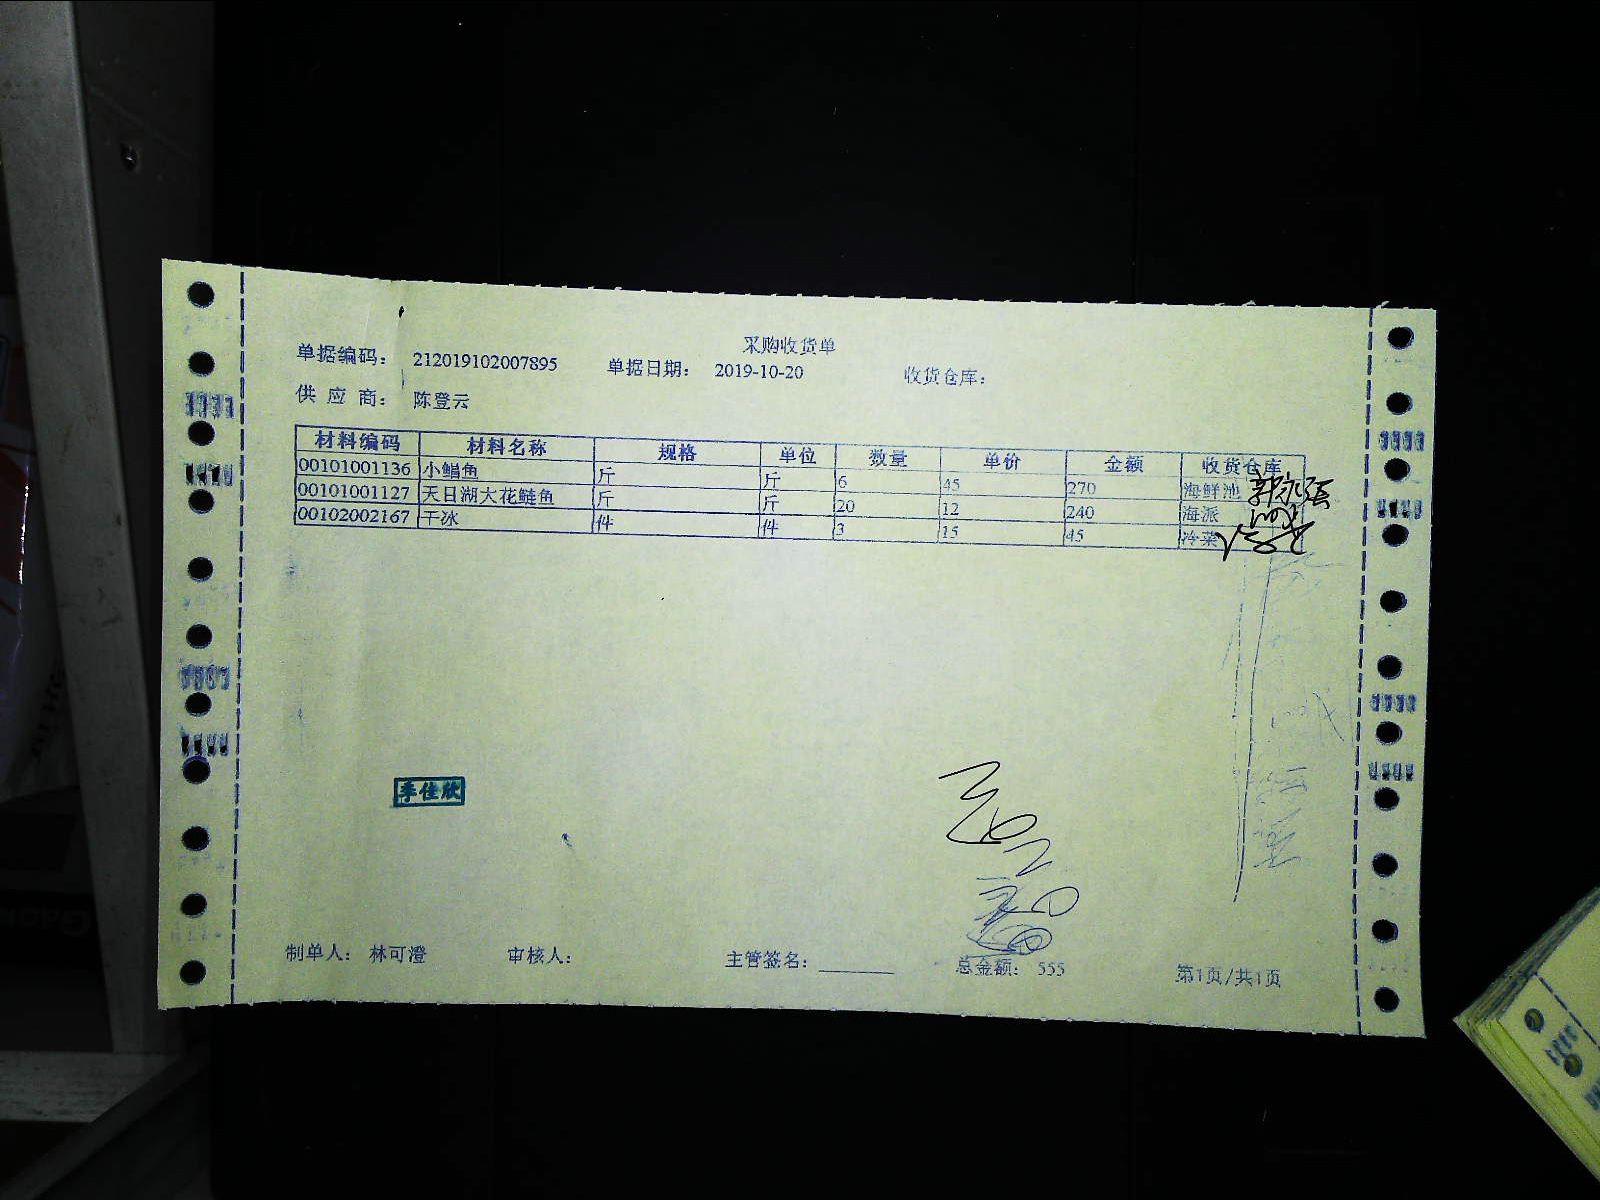 采购收货单
单据编码： 212019102007895 单据日期： 2019-10-20 收货仓库：
供 应 商： 陈登云
材料编码 材料名称 规格 单位 数量 单价 金额 收货仓库
00101001136 小鲳鱼 斤 斤 6 45 270 海鲜池
00101001127 天目湖大花鲢鱼 斤 斤 20 12 240 海派
00102002167 干冰 件 件 3 15 45 冷菜
李佳欣
制单人： 林可澄 审核人： 主管签名： 总金额： 555 第1页/共1页